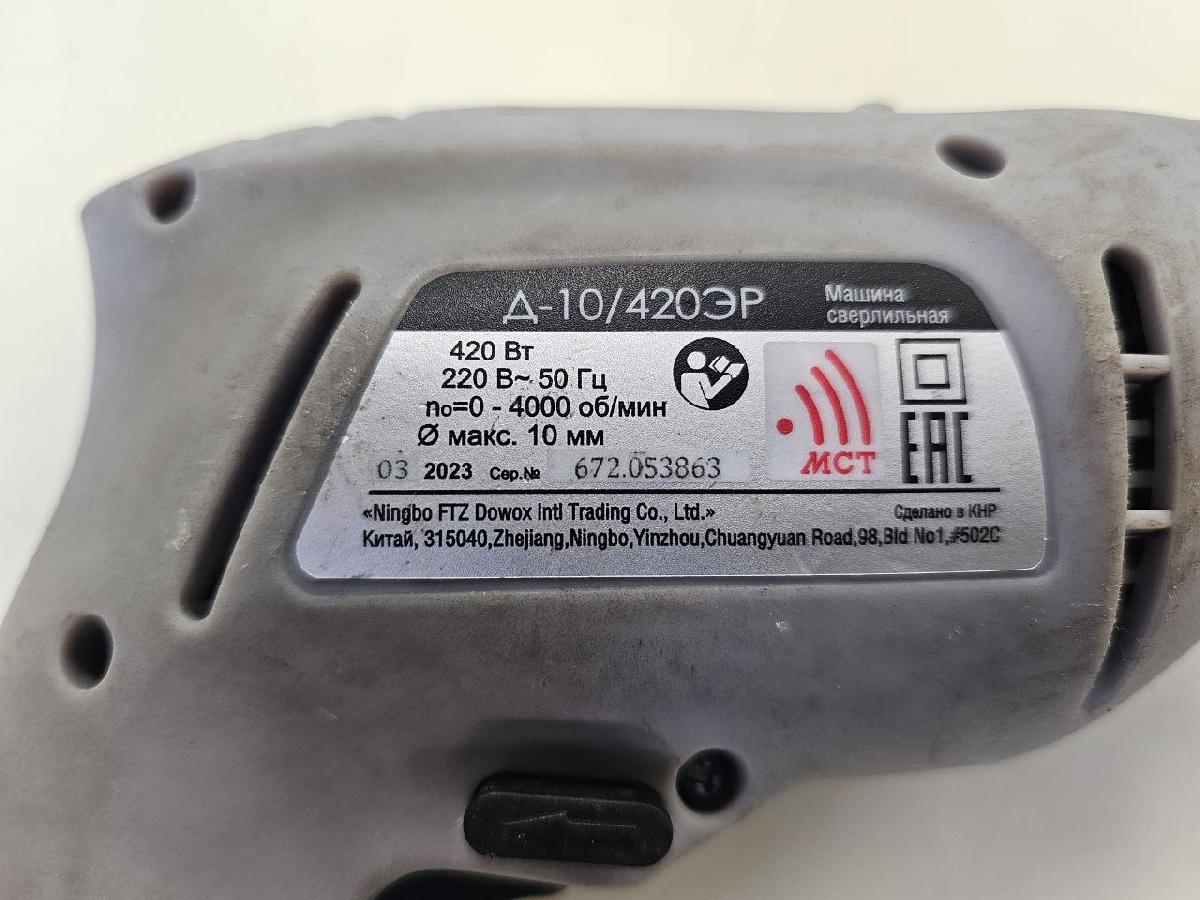 Д-10/420ЭР
Машина
сверлильная
420 Вт
220 В~ 50 Гц
n₀=0 - 4000 об/мин
Ø макс. 10 мм
03 2023 Сер.№ 672.053863
МСТ
ЕАС
«Ningbo FTZ Dowox Intl Trading Co., Ltd.»
Сделано в КНР
Китай, 315040,Zhejiang,Ningbo,Yinzhou,Chuangyuan Road,98,Bld No1,#502C